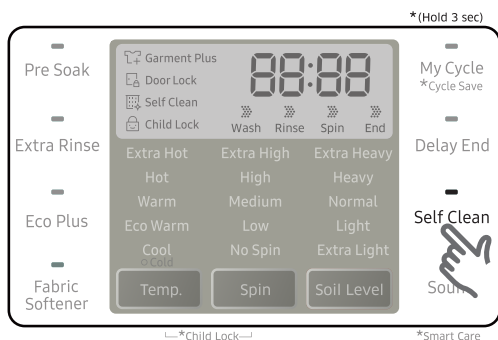 *(Hold 3 sec)
Pre Soak
Extra Rinse
Eco Plus
Fabric
Softener
Garment Plus
Door Lock
Self Clean
Child Lock
88:88
Wash Rinse Spin End
Extra Hot Extra High Extra Heavy
Hot High Heavy
Warm Medium Normal
Eco Warm Low Light
Cool No Spin Extra Light
Cold
Temp. Spin Soil Level
My Cycle
*Cycle Save
Delay End
Self Clean
*Child Lock
*Smart Care